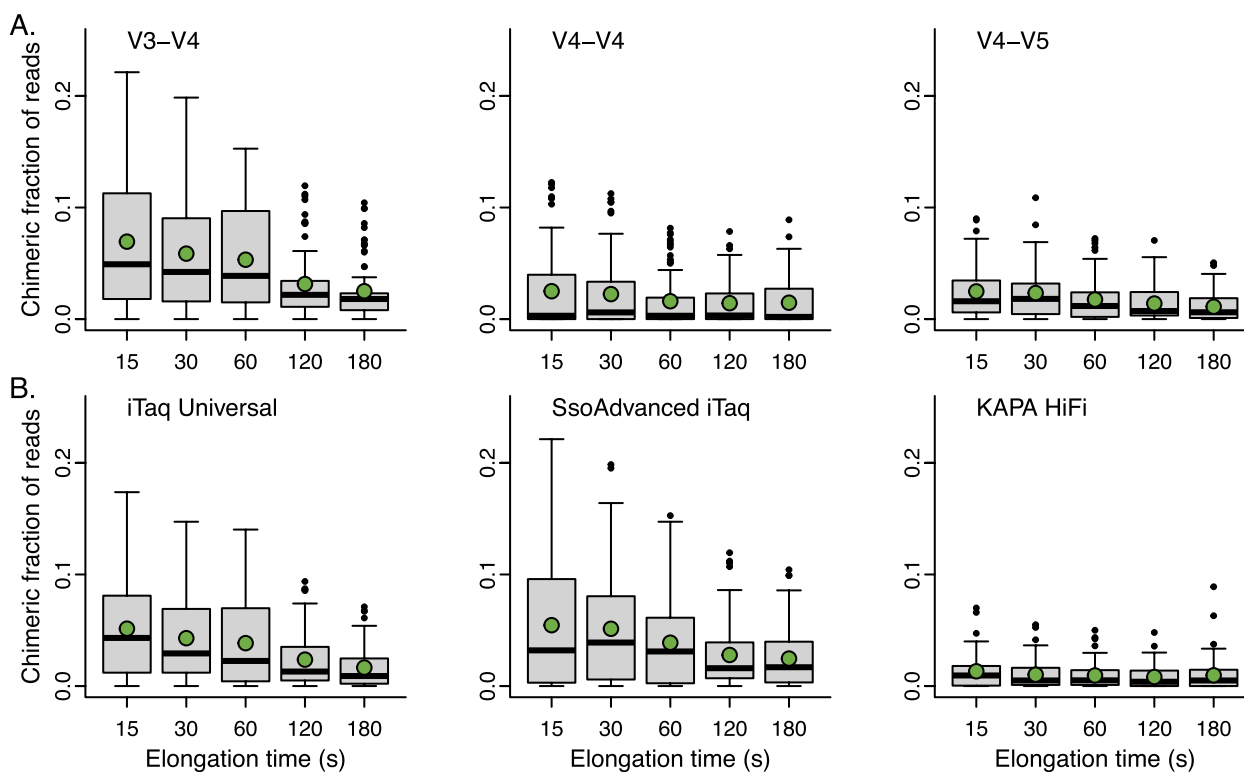 A.
V3–V4
V4–V4
V4–V5
Chimeric fraction of reads
0.0 0.1 0.2
0.0 0.1 0.2
0.0 0.1 0.2
15 30 60 120 180
15 30 60 120 180
15 30 60 120 180
B.
iTaq Universal
SsoAdvanced iTaq
KAPA HiFi
Chimeric fraction of reads
0.0 0.1 0.2
0.0 0.1 0.2
0.0 0.1 0.2
15 30 60 120 180
15 30 60 120 180
15 30 60 120 180
Elongation time (s)
Elongation time (s)
Elongation time (s)